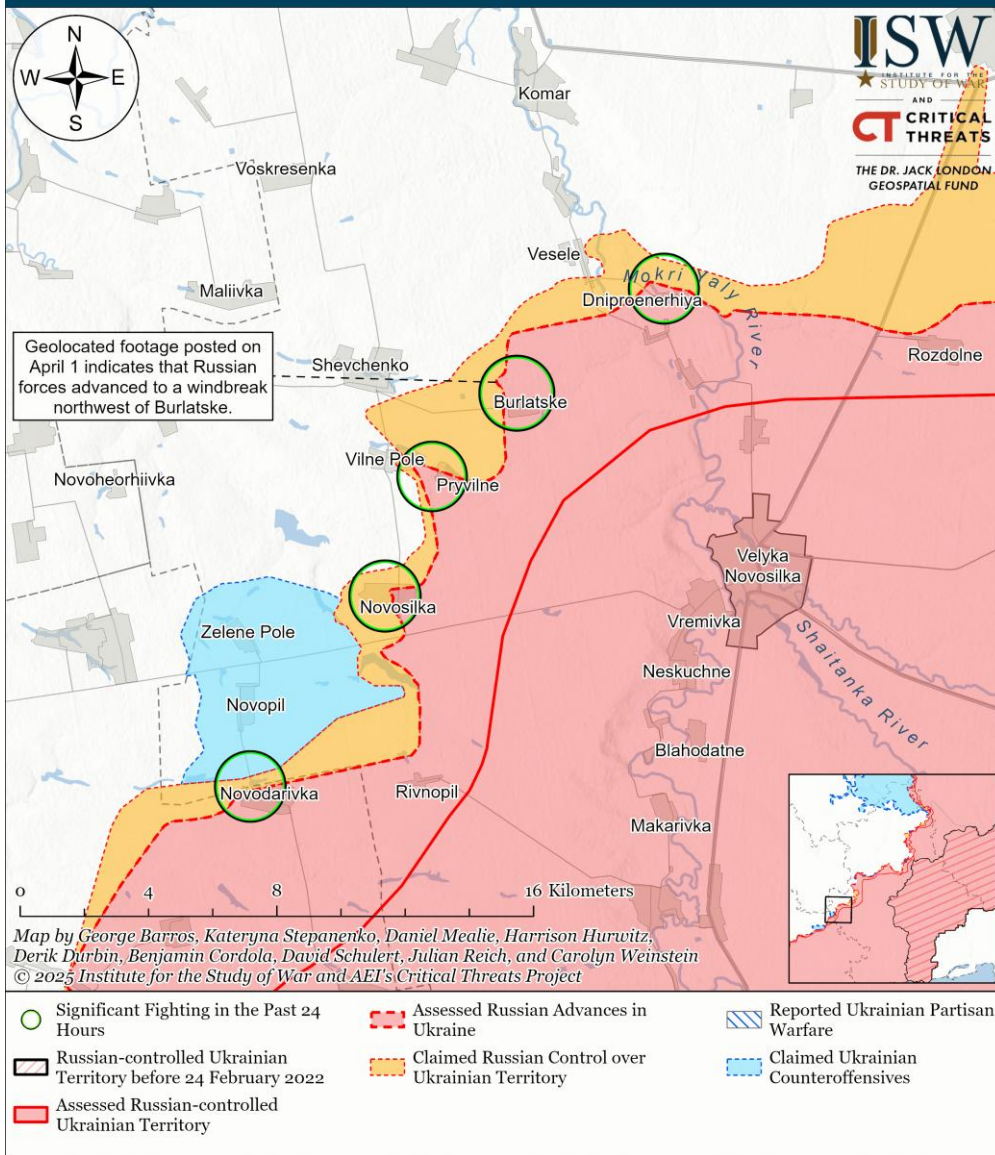 N
W
E
S
ISW
INSTITUTE FOR THE
STUDY OF WAR
AND
CT CRITICAL
THREATS
THE DR. JACK LONDON
GEOSPATIAL FUND
Komar
Voskresenka
Vesele
Mokri Yaly River
Dniproenerhiya
Maliivka
Geolocated footage posted on
April 1 indicates that Russian
forces advanced to a windbreak
northwest of Burlatske.
Shevchenko
Rozdolne
Burlatske
Vilne Pole
Novoheorhiivka
Pryvilne
Velyka
Novosilka
Novosilka
Vremivka
Zelene Pole
Shaitanka River
Neskuchne
Novopil
Blahodatne
Novodarivka
Rivnopil
Makarivka
0
4
8
16 Kilometers
Map by George Barros, Kateryna Stepanenko, Daniel Mealie, Harrison Hurwitz,
Derik Durbin, Benjamin Cordola, David Schulert, Julian Reich, and Carolyn Weinstein
© 2025 Institute for the Study of War and AEI's Critical Threats Project
Significant Fighting in the Past 24
Hours
Russian-controlled Ukrainian
Territory before 24 February 2022
Assessed Russian-controlled
Ukrainian Territory
Assessed Russian Advances in
Ukraine
Claimed Russian Control over
Ukrainian Territory
Reported Ukrainian Partisan
Warfare
Claimed Ukrainian
Counteroffensives